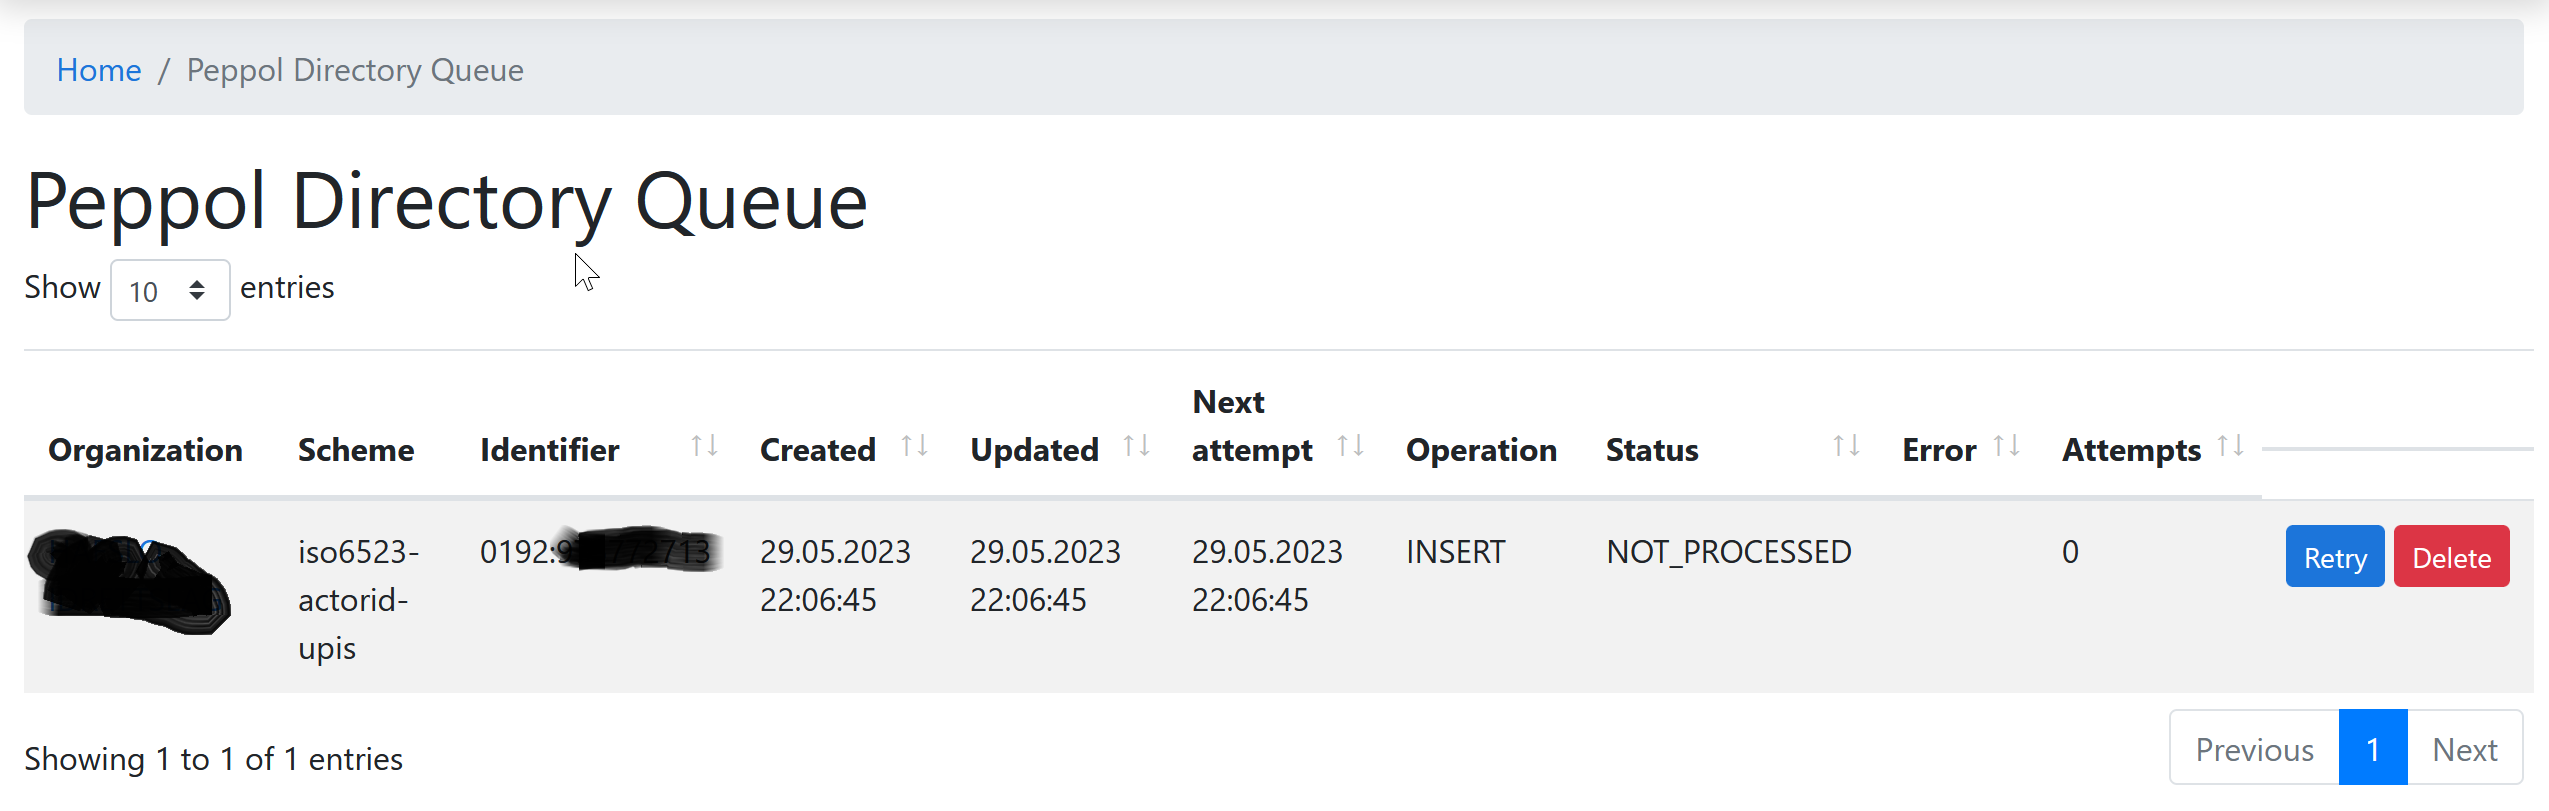 Home / Peppol Directory Queue
Peppol Directory Queue
Show 10 entries
Organization Scheme Identifier Created Updated Next attempt Operation Status Error Attempts
iso6523-actorid-upis 0192: 29.05.2023 22:06:45 29.05.2023 22:06:45 29.05.2023 22:06:45 INSERT NOT_PROCESSED 0 Retry Delete
Showing 1 to 1 of 1 entries
Previous 1 Next